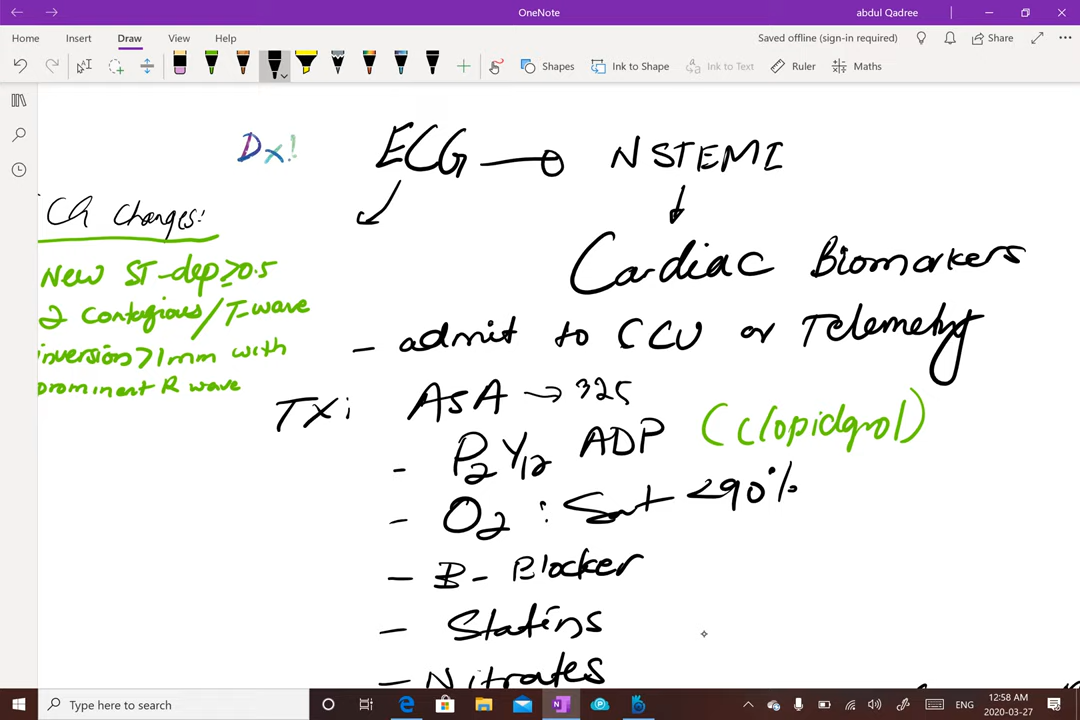 OneNote
abdul Qadree
Home Insert Draw View Help
Saved offline (sign-in required)
Share
Shapes Ink to Shape Ink to Text Ruler Maths
Dx!
ECG NSTEMI
Changes:
New ST-dep ≥0.5
2 Contagious/T-wave
inversion >1mm with
prominent R wave
Cardiac Biomarkers
- admit to CCU or Telemetry
TX: ASA → 325
- P2Y12 ADP (Clopidgrol)
- O2: Sat <90%
- B-Blocker
- Statins
- Nitrates
Type here to search
ENG
12:58 AM
2020-03-27